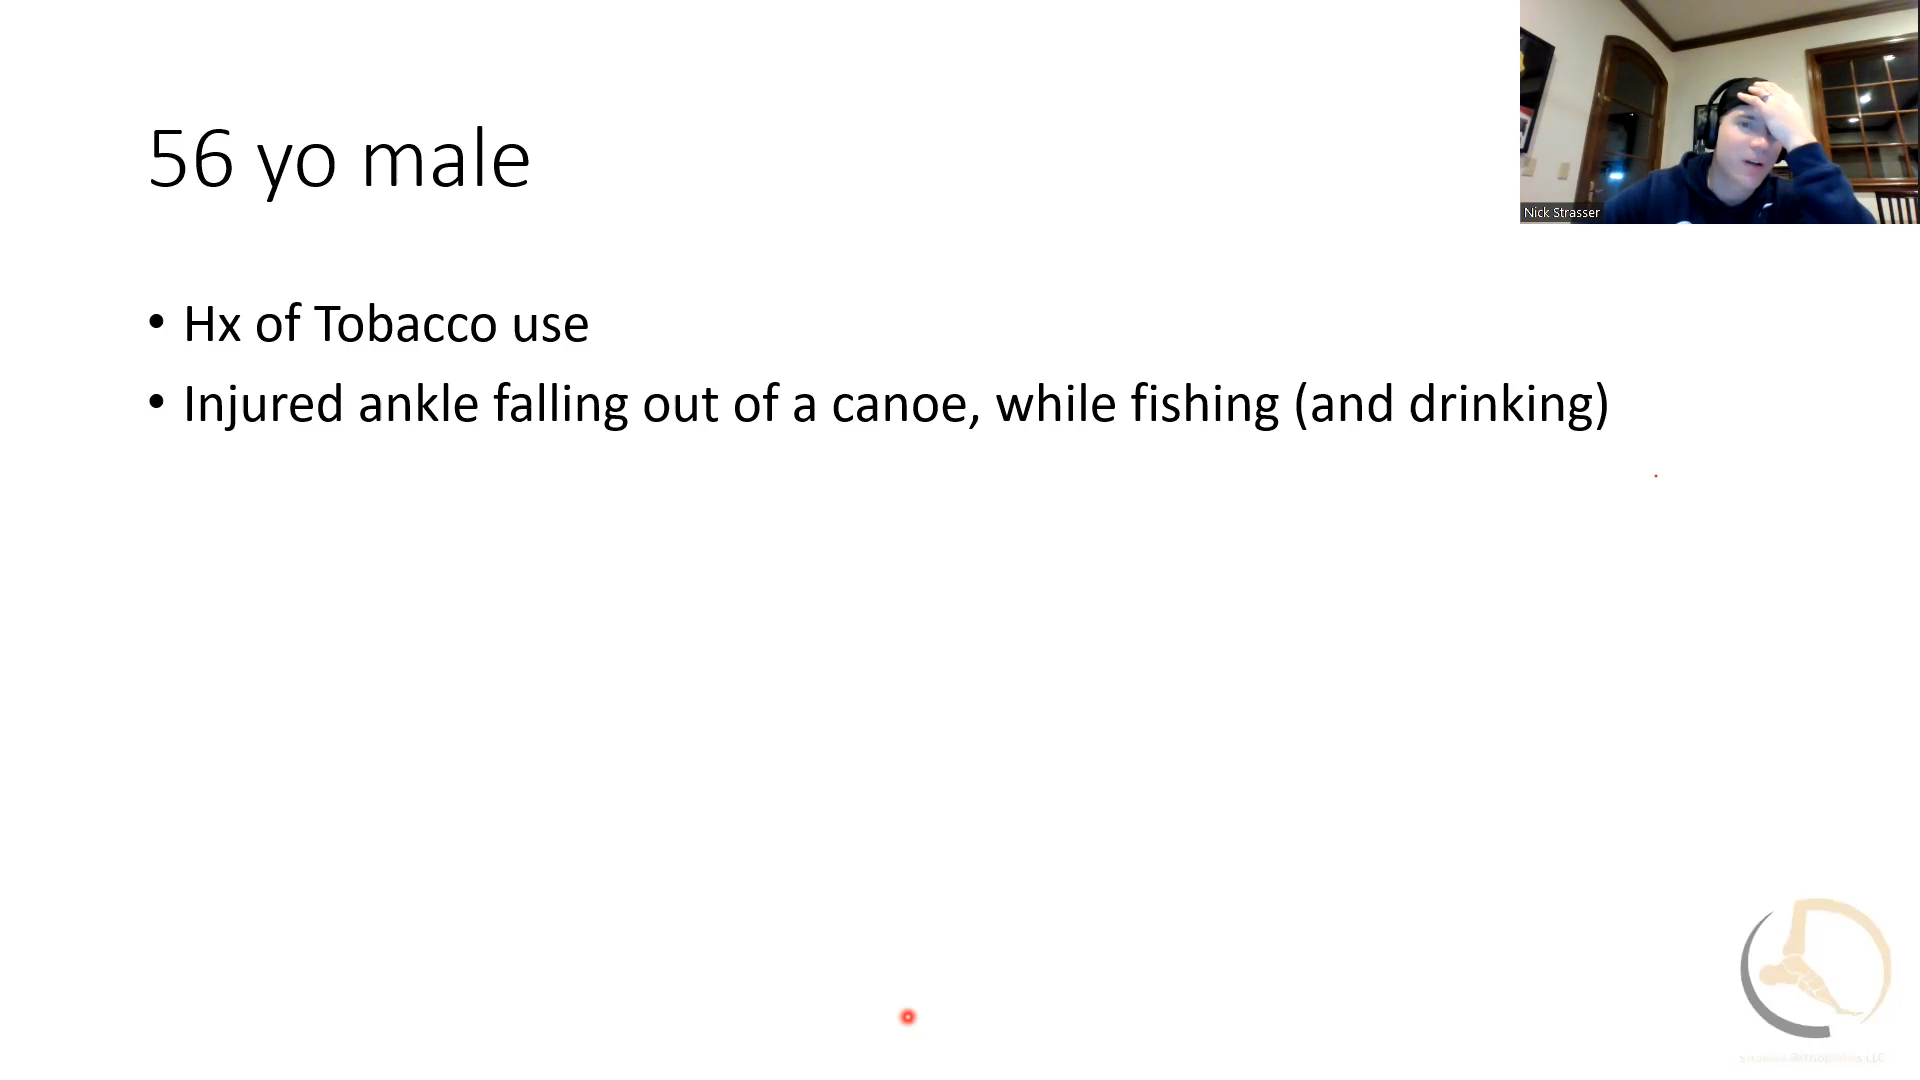 56 yo male
Nick Strasser
• Hx of Tobacco use
• Injured ankle falling out of a canoe, while fishing (and drinking)